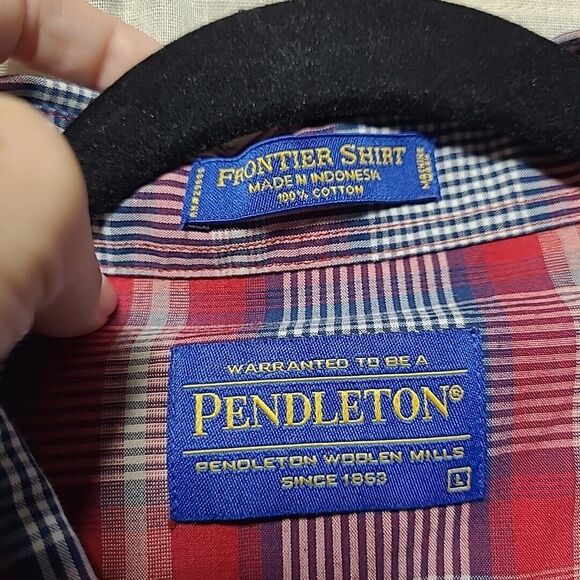 FRONTIER SHIRT
MADE IN INDONESIA
100% COTTON
WARRANTED TO BE A
PENDLETON®
PENDLETON WOOLEN MILLS
SINCE 1863
L